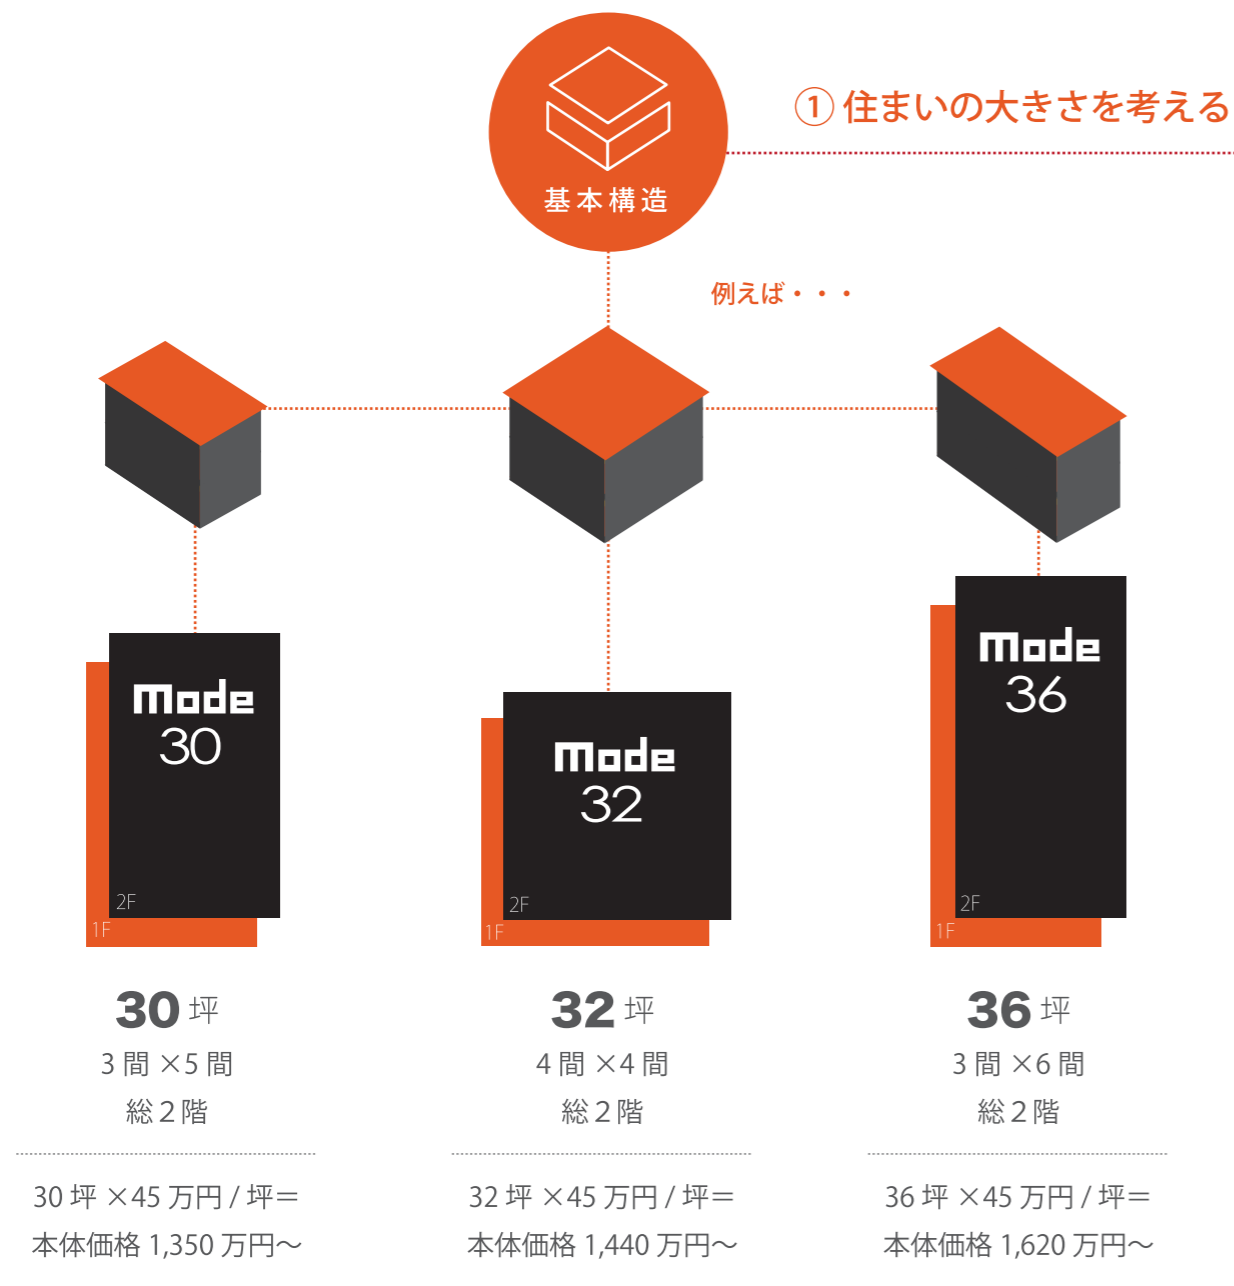 ① 住まいの大きさを考える
基本構造
例えば・・・
Mode
30
2F
1F
Mode
32
2F
1F
Mode
36
2F
1F
30 坪
3 間 ×5 間
総２階
30 坪 ×45 万円 / 坪＝
本体価格 1,350 万円～
32 坪
4 間 ×4 間
総２階
32 坪 ×45 万円 / 坪＝
本体価格 1,440 万円～
36 坪
3 間 ×6 間
総２階
36 坪 ×45 万円 / 坪＝
本体価格 1,620 万円～